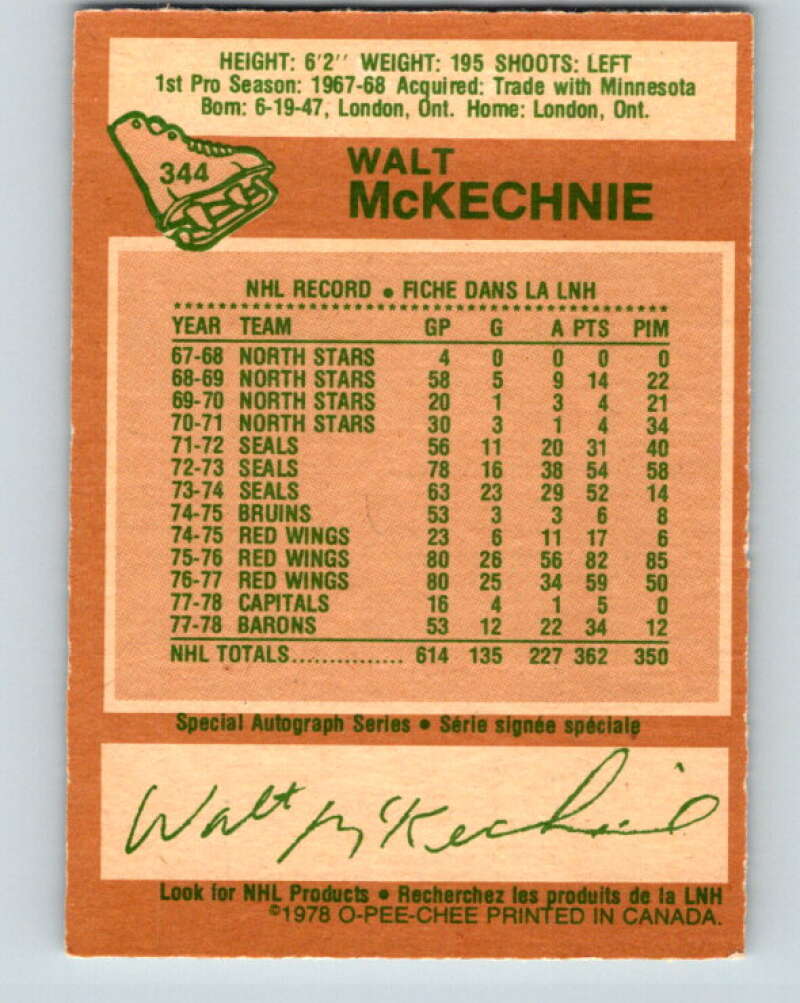 HEIGHT: 6'2'' WEIGHT: 195 SHOOTS: LEFT
1st Pro Season: 1967-68 Acquired: Trade with Minnesota
Born: 6-19-47, London, Ont. Home: London, Ont.
344
WALT
McKECHNIE
NHL RECORD • FICHE DANS LA LNH
YEAR TEAM GP G A PTS PIM
67-68 NORTH STARS 4 0 0 0 0
68-69 NORTH STARS 58 5 9 14 22
69-70 NORTH STARS 20 1 3 4 21
70-71 NORTH STARS 30 3 1 4 34
71-72 SEALS 56 11 20 31 40
72-73 SEALS 78 16 38 54 58
73-74 SEALS 63 23 29 52 14
74-75 BRUINS 53 3 3 6 8
74-75 RED WINGS 23 6 11 17 6
75-76 RED WINGS 80 26 56 82 85
76-77 RED WINGS 80 25 34 59 50
77-78 CAPITALS 16 4 1 5 0
77-78 BARONS 53 12 22 34 12
NHL TOTALS.............. 614 135 227 362 350
Special Autograph Series • Série signée spéciale
Walt McKechnie
Look for NHL Products • Recherchez les produits de la LNH
©1978 O-PEE-CHEE PRINTED IN CANADA.